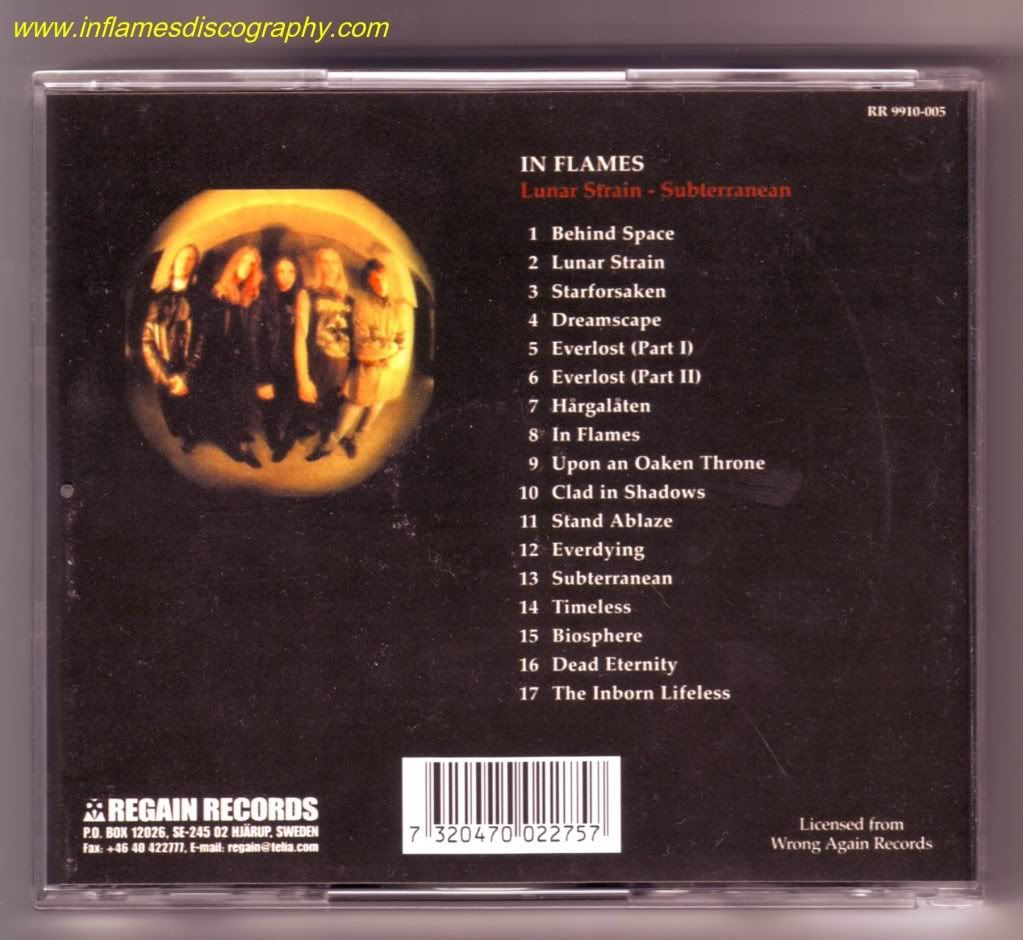 www.inflamesdiscography.com
RR 9910-005
IN FLAMES
Lunar Strain - Subterranean
1 Behind Space
2 Lunar Strain
3 Starforsaken
4 Dreamscape
5 Everlost (Part I)
6 Everlost (Part II)
7 Hårgalåten
8 In Flames
9 Upon an Oaken Throne
10 Clad in Shadows
11 Stand Ablaze
12 Everdying
13 Subterranean
14 Timeless
15 Biosphere
16 Dead Eternity
17 The Inborn Lifeless
REGAIN RECORDS
P.O. BOX 12026, SE-245 02 HJÄRUP, SWEDEN
Fax: +46 40 422777, E-mail: regain@telia.com
7 320470 022757
Licensed from
Wrong Again Records